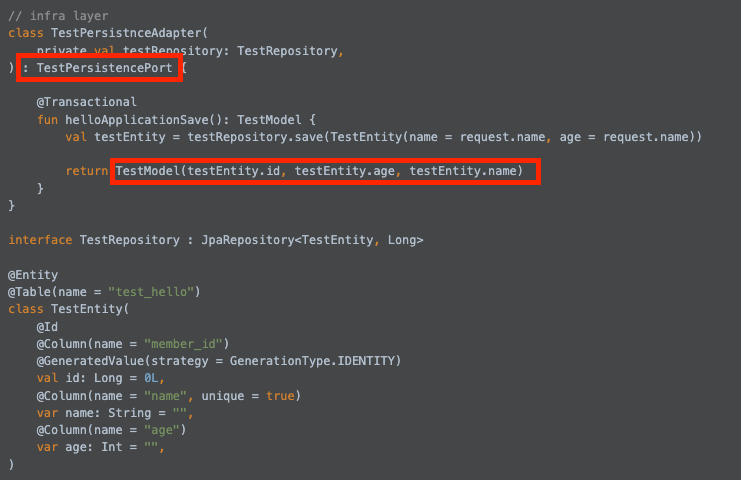 // infra layer
class TestPersistnceAdapter(
    private val testRepository: TestRepository,
) : TestPersistencePort {
    @Transactional
    fun helloApplicationSave(): TestModel {
        val testEntity = testRepository.save(TestEntity(name = request.name, age = request.name))
        return TestModel(testEntity.id, testEntity.age, testEntity.name)
    }
}
interface TestRepository : JpaRepository<TestEntity, Long>
@Entity
@Table(name = "test_hello")
class TestEntity(
    @Id
    @Column(name = "member_id")
    @GeneratedValue(strategy = GenerationType.IDENTITY)
    val id: Long = 0L,
    @Column(name = "name", unique = true)
    var name: String = "",
    @Column(name = "age")
    var age: Int = "",
)